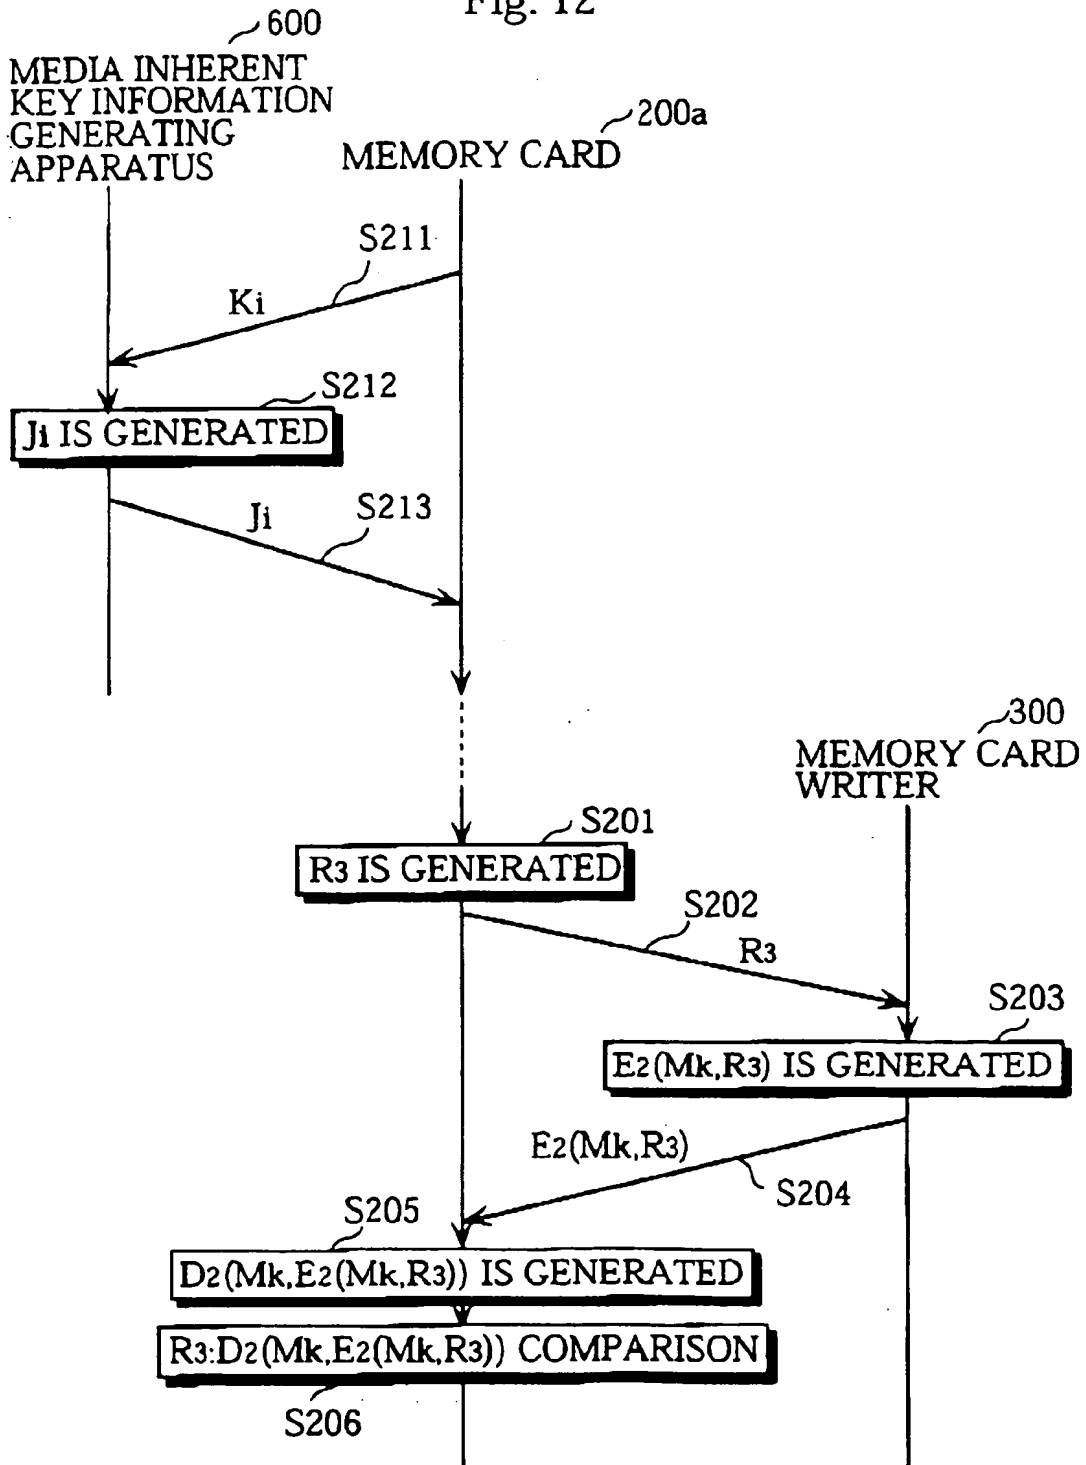 Fig. 12
600
MEDIA INHERENT
KEY INFORMATION
GENERATING
APPARATUS
200a
MEMORY CARD
S211
Ki
S212
Ji IS GENERATED
Ji
S213
300
MEMORY CARD
WRITER
S201
R3 IS GENERATED
S202
R3
S203
E2(Mk,R3) IS GENERATED
E2(Mk,R3)
S204
S205
D2(Mk,E2(Mk,R3)) IS GENERATED
R3:D2(Mk,E2(Mk,R3)) COMPARISON
S206